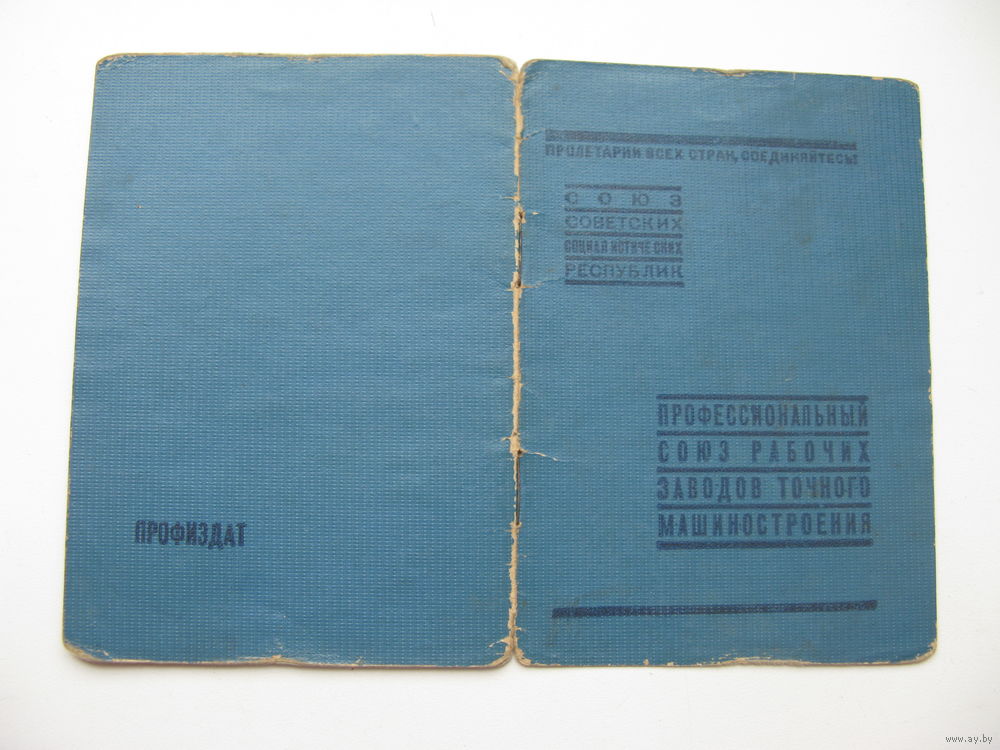 ПРОЛЕТАРИИ ВСЕХ СТРАН, СОЕДИНЯЙТЕСЬ!
СОЮЗ
СОВЕТСКИХ
СОЦИАЛИСТИЧЕСКИХ
РЕСПУБЛИК
ПРОФЕССИОНАЛЬНЫЙ
СОЮЗ РАБОЧИХ
ЗАВОДОВ ТОЧНОГО
МАШИНОСТРОЕНИЯ
ПРОФИЗДАТ
www.ay.by